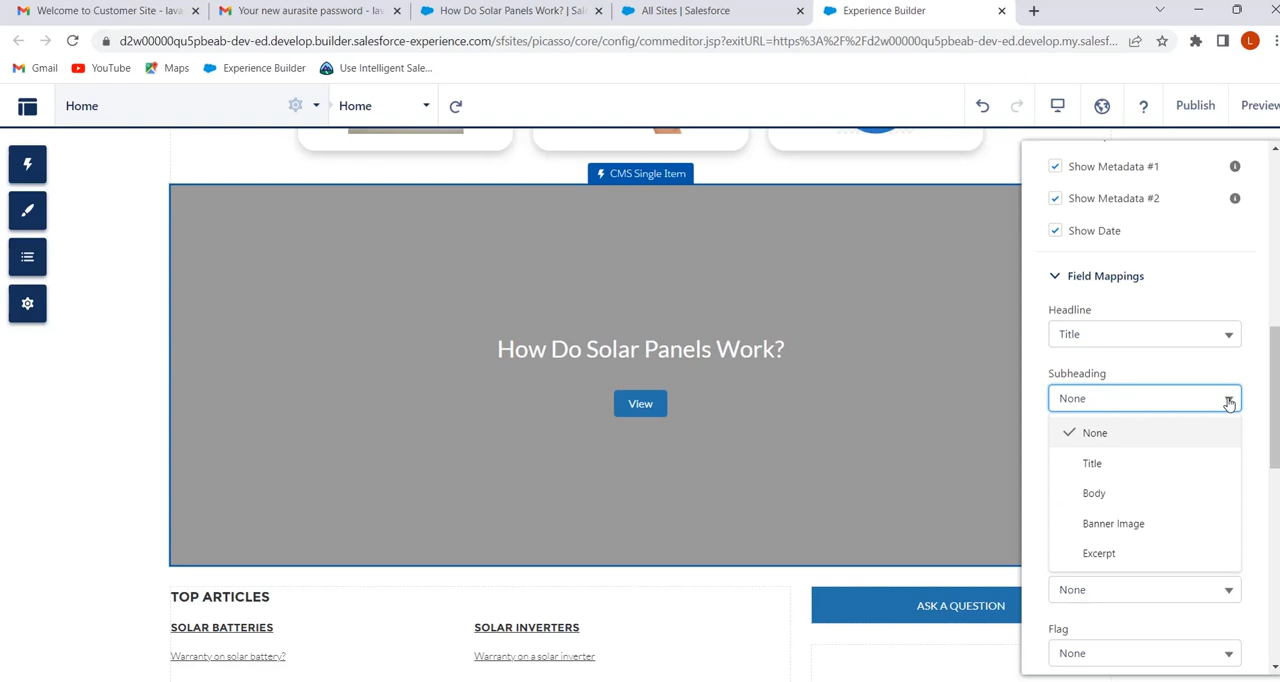 Welcome to Customer Site - lava
Your new aurasite password - lav
How Do Solar Panels Work? | Sale
All Sites | Salesforce
Experience Builder
d2w00000qu5pbeab-dev-ed.develop.builder.salesforce-experience.com/sfsites/picasso/core/config/commeditor.jsp?exitURL=https%3A%2F%2Fd2w00000qu5pbeab-dev-ed.develop.my.salesf...
L
Gmail
YouTube
Maps
Experience Builder
Use Intelligent Sale...
Home
Home
?
Publish
Preview
CMS Single Item
How Do Solar Panels Work?
View
TOP ARTICLES
SOLAR BATTERIES
SOLAR INVERTERS
Warranty on solar battery?
Warranty on a solar inverter
ASK A QUESTION
Show Metadata #1
Show Metadata #2
Show Date
Field Mappings
Headline
Title
Subheading
None
None
Title
Body
Banner Image
Excerpt
None
Flag
None